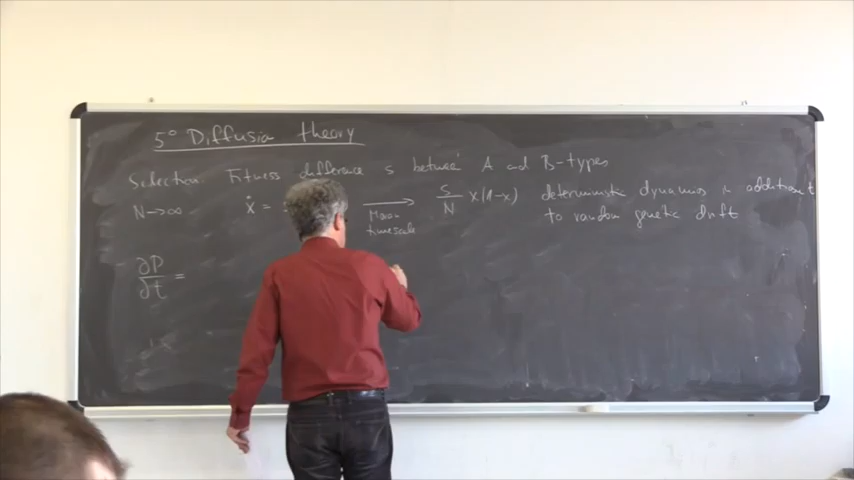 5° Diffusion theory
Selection: Fitness difference s between A and B-types
N→∞ ẋ = Moran timescale → s/N x(1-x) deterministic dynamics in addition to random genetic drift
∂P/∂t =